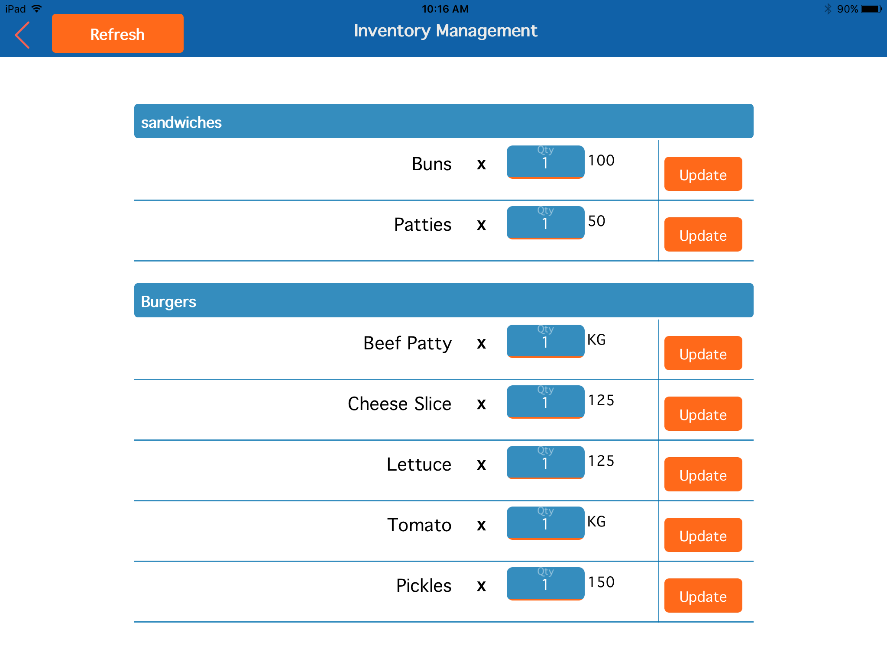 iPad 10:16 AM 90%
Refresh Inventory Management
sandwiches
Buns x Qty 1 100 Update
Patties x Qty 1 50 Update
Burgers
Beef Patty x Qty 1 KG Update
Cheese Slice x Qty 1 125 Update
Lettuce x Qty 1 125 Update
Tomato x Qty 1 KG Update
Pickles x Qty 1 150 Update